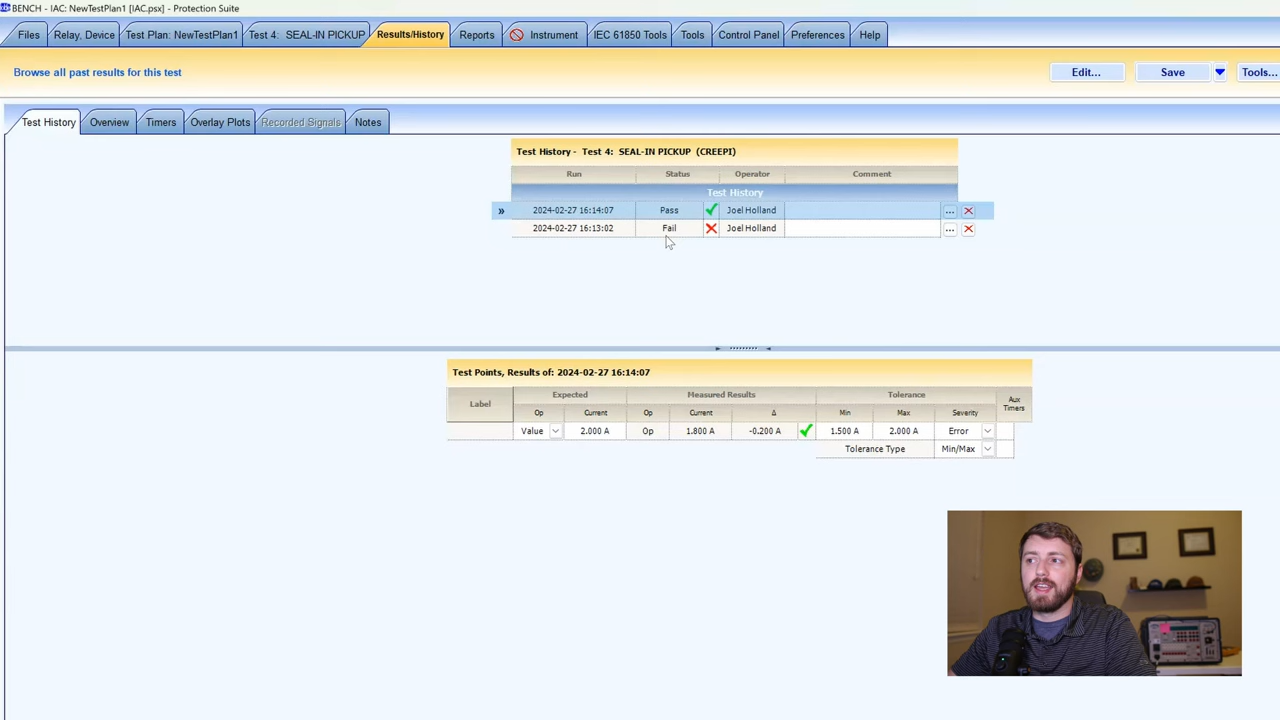 BENCH - IAC: NewTestPlan1 [IAC.psx] - Protection Suite
Files Relay, Device Test Plan: NewTestPlan1 Test 4: SEAL-IN PICKUP Results/History Reports Instrument IEC 61850 Tools Tools Control Panel Preferences Help
Browse all past results for this test Edit... Save Tools...
Test History Overview Timers Overlay Plots Recorded Signals Notes
Test History - Test 4: SEAL-IN PICKUP (CREEPI)
Run Status Operator Comment
Test History
» 2024-02-27 16:14:07 Pass Joel Holland ...
2024-02-27 16:13:02 Fail Joel Holland ...
Test Points, Results of: 2024-02-27 16:14:07
Label Expected Measured Results Tolerance Aux Timers
Op Current Op Current Δ Min Max Severity
Value 2.000 A Op 1.800 A -0.200 A 1.500 A 2.000 A Error
Tolerance Type Min/Max